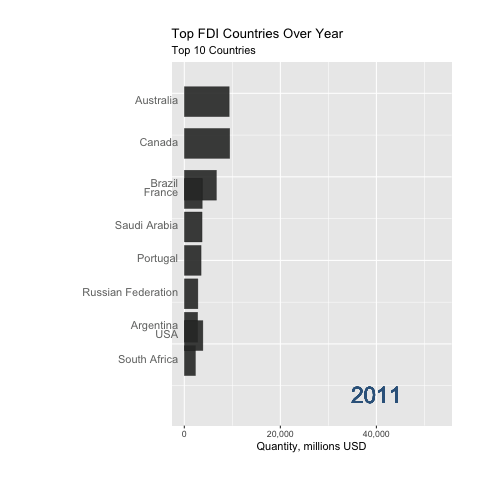 Top FDI Countries Over Year
Top 10 Countries
Australia
Canada
Brazil
France
Saudi Arabia
Portugal
Russian Federation
Argentina
USA
South Africa
2011
0 20,000 40,000
Quantity, millions USD